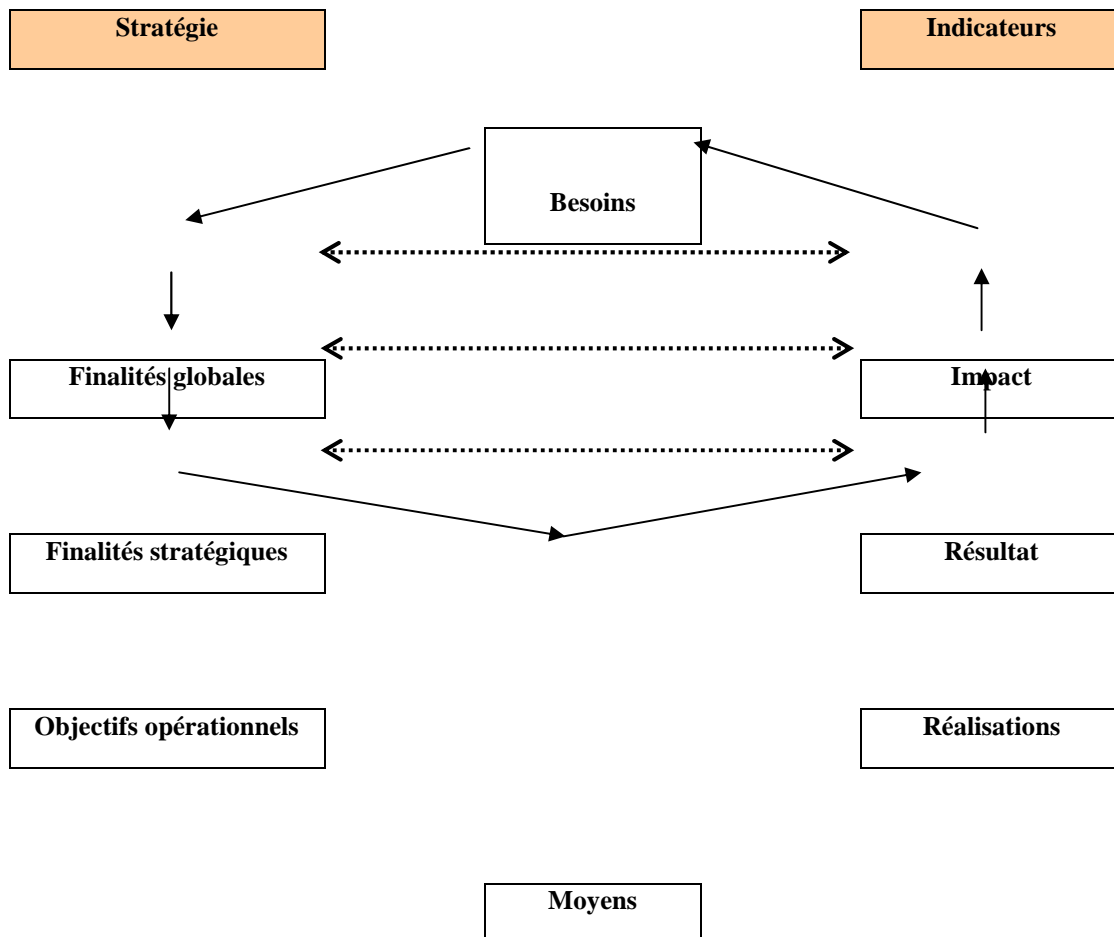 Stratégie
Indicateurs
Besoins
Finalités globales
Impact
Finalités stratégiques
Résultat
Objectifs opérationnels
Réalisations
Moyens